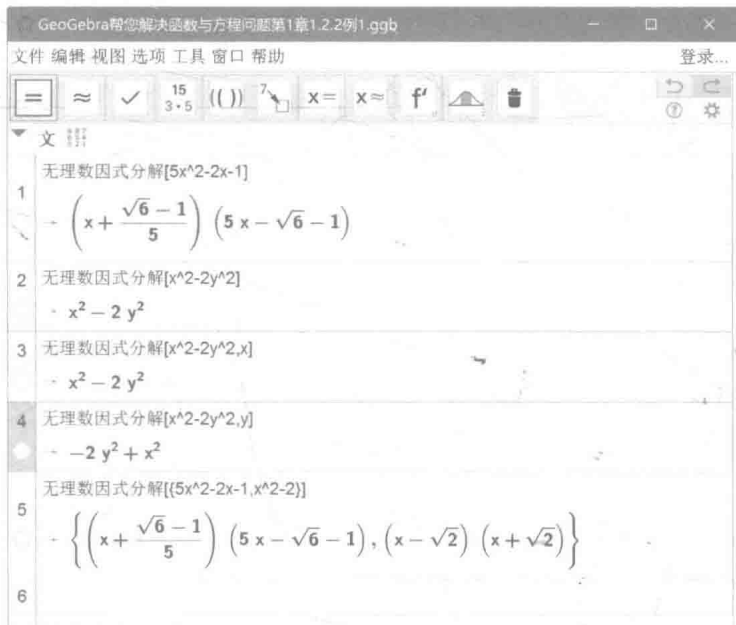 GeoGebra帮您解决函数与方程问题第1章1.2.2例1.ggb
文件 编辑 视图 选项 工具 窗口 帮助 登录...
= ≈ ✓ 15 3·5 (( )) 7 x= x≈ f′
文
1 无理数因式分解[5x^2-2x-1]
→ (x + (√6 − 1)/5) (5 x − √6 − 1)
2 无理数因式分解[x^2-2y^2]
x² − 2 y²
3 无理数因式分解[x^2-2y^2,x]
x² − 2 y²
4 无理数因式分解[x^2-2y^2,y]
−2 y² + x²
5 无理数因式分解[{5x^2-2x-1,x^2-2}]
{(x + (√6 − 1)/5) (5 x − √6 − 1), (x − √2) (x + √2)}
6